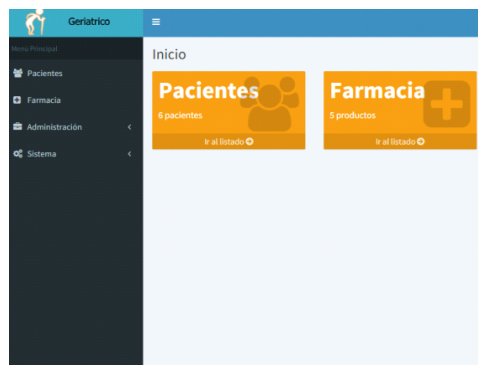 Geriatrico
Menú Principal
Pacientes
Farmacia
Administración
Sistema
Inicio
Pacientes
6 pacientes
Ir al listado
Farmacia
5 productos
Ir al listado